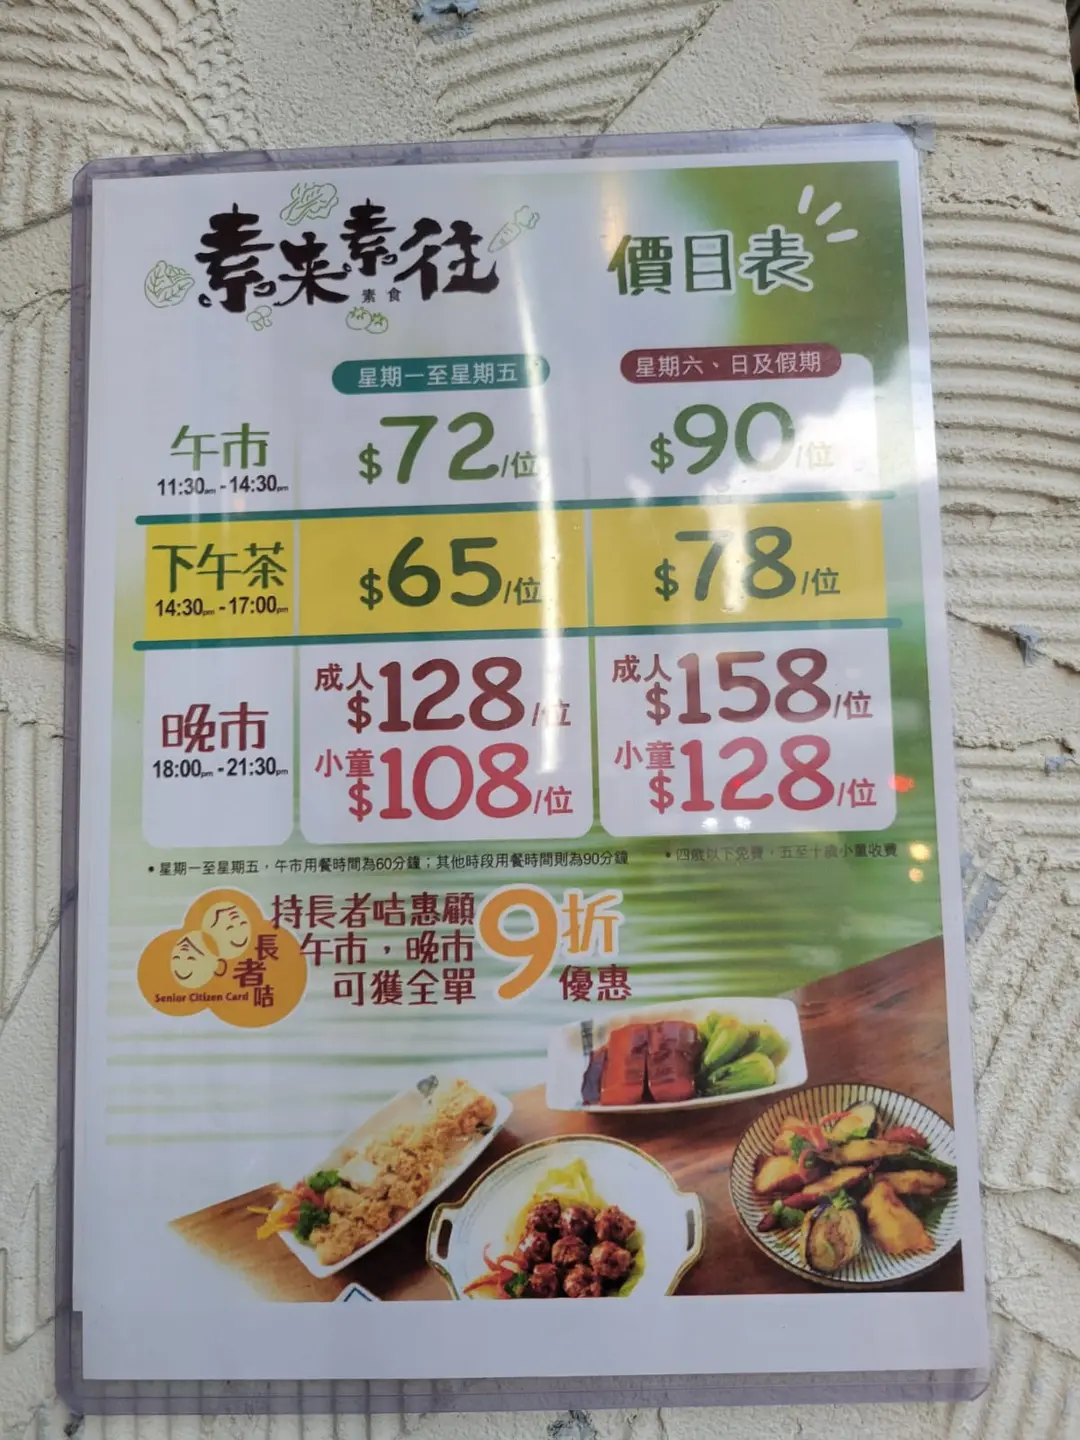 素來素往
素食
價目表
星期一至星期五
星期六、日及假期
午市
11:30am - 14:30pm
$72/位
$90/位
下午茶
14:30pm - 17:00pm
$65/位
$78/位
晚市
18:00pm - 21:30pm
成人
$128/位
小童
$108/位
成人
$158/位
小童
$128/位
•星期一至星期五，午市用餐時間為60分鐘；其他時段用餐時間則為90分鐘
•四歲以下免費，五至十歲小童收費
長者咭
Senior Citizen Card
持長者咭惠顧
午市，晚市
可獲全單
9折
優惠